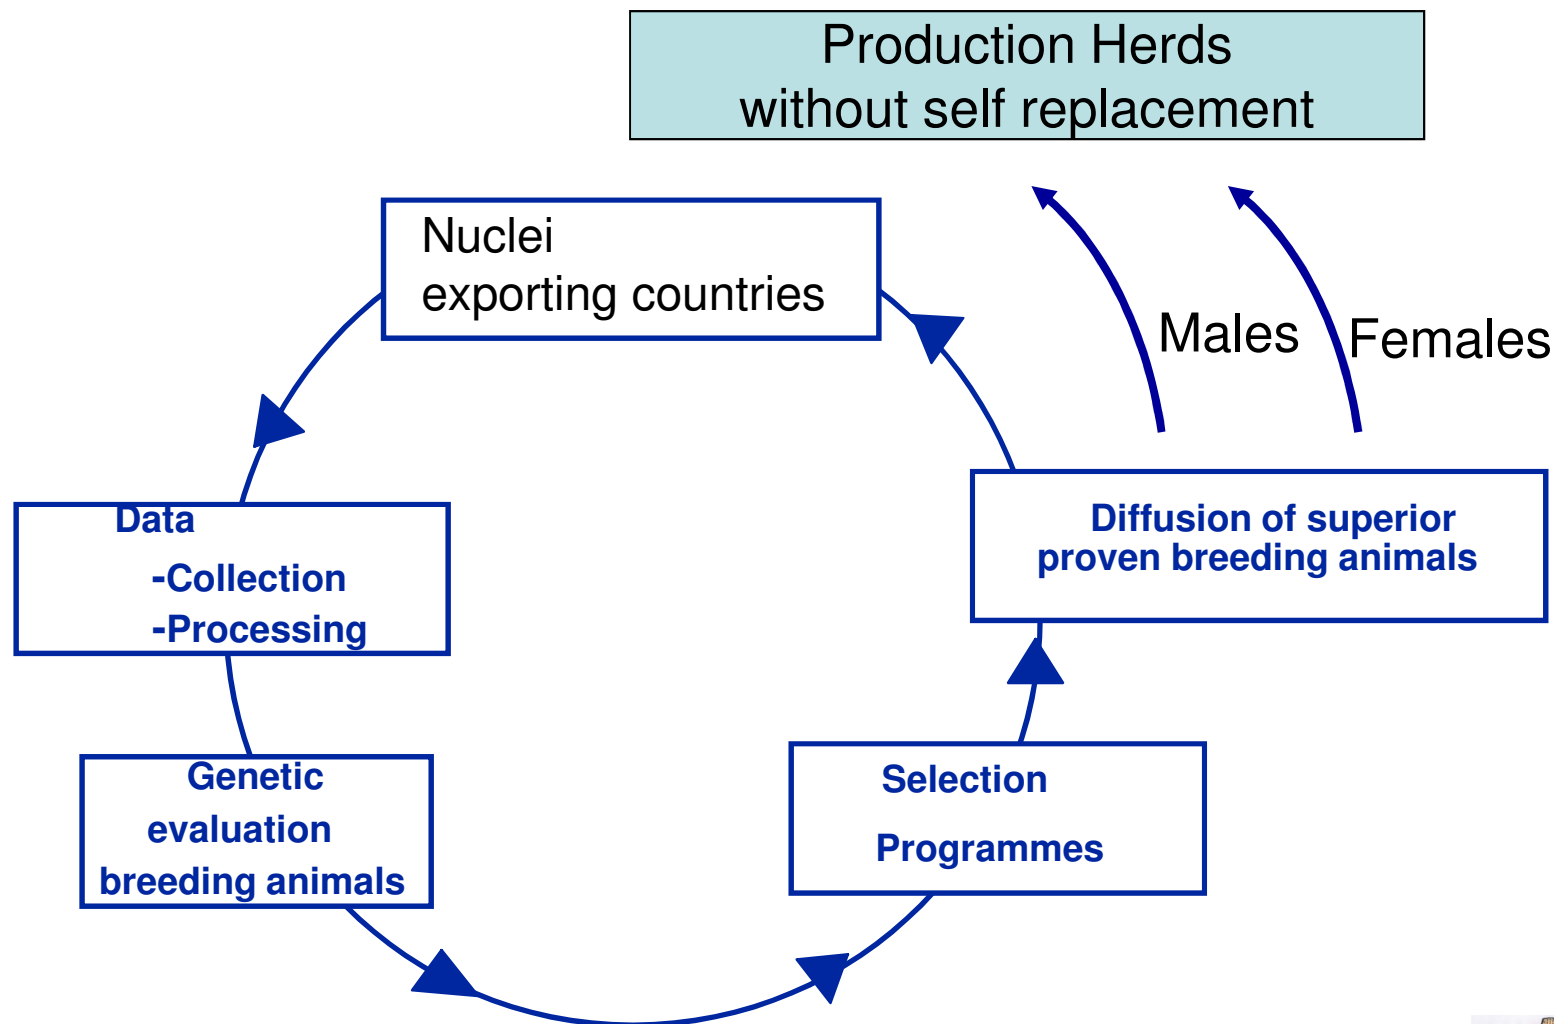 Production Herds
without self replacement
Nuclei
exporting countries
Males
Females
Data
-Collection
-Processing
Diffusion of superior
proven breeding animals
Genetic
evaluation
breeding animals
Selection
Programmes